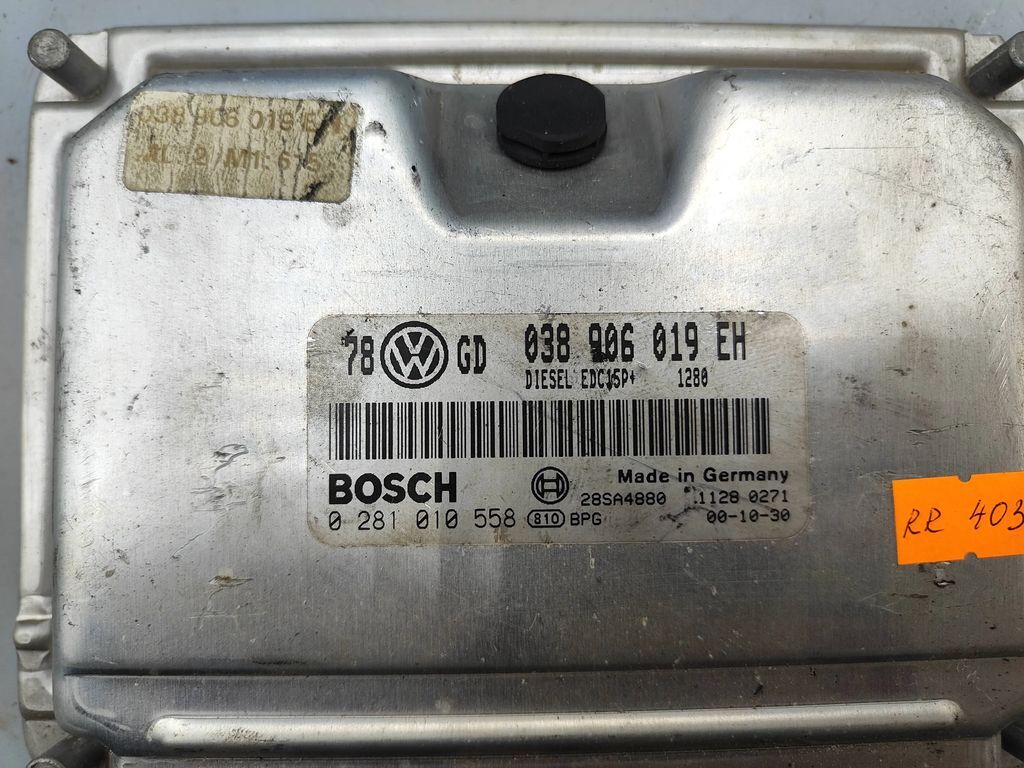 038 906 019
78 VW GD 038 906 019 EH
DIESEL EDC15P+ 1280
BOSCH
Made in Germany
28SA4880 1128 0271
0 281 010 558 810 BPG 00-10-30
RR 403